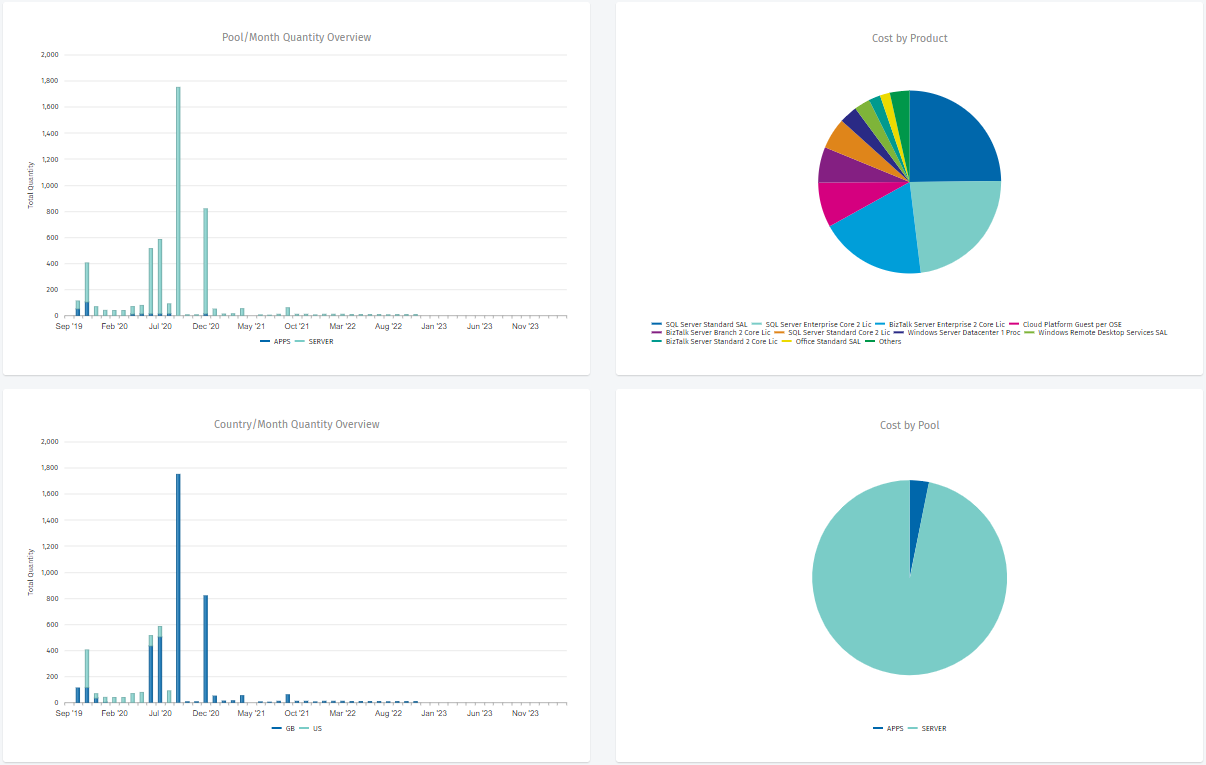 Pool/Month Quantity Overview
2,000
1,800
1,600
1,400
1,200
1,000
800
600
400
200
0
Total Quantity
Sep '19 Feb '20 Jul '20 Dec '20 May '21 Oct '21 Mar '22 Aug '22 Jan '23 Jun '23 Nov '23
APPS SERVER
Cost by Product
SQL Server Standard SAL SQL Server Enterprise Core 2 Lic BizTalk Server Enterprise 2 Core Lic Cloud Platform Guest per OSE
BizTalk Server Branch 2 Core Lic SQL Server Standard Core 2 Lic Windows Server Datacenter 1 Proc Windows Remote Desktop Services SAL
BizTalk Server Standard 2 Core Lic Office Standard SAL Others
Country/Month Quantity Overview
2,000
1,800
1,600
1,400
1,200
1,000
800
600
400
200
0
Total Quantity
Sep '19 Feb '20 Jul '20 Dec '20 May '21 Oct '21 Mar '22 Aug '22 Jan '23 Jun '23 Nov '23
GB US
Cost by Pool
APPS SERVER